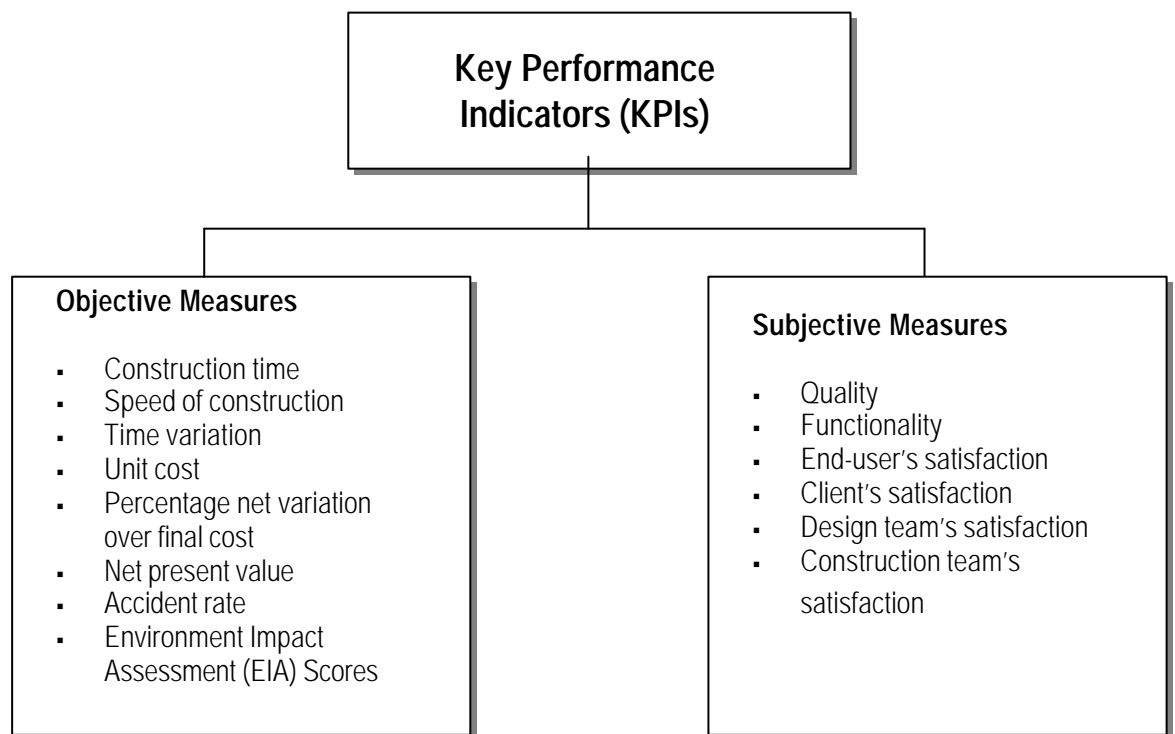 Key Performance
Indicators (KPIs)
Objective Measures
▪ Construction time
▪ Speed of construction
▪ Time variation
▪ Unit cost
▪ Percentage net variation
over final cost
▪ Net present value
▪ Accident rate
▪ Environment Impact
Assessment (EIA) Scores
Subjective Measures
▪ Quality
▪ Functionality
▪ End-user’s satisfaction
▪ Client’s satisfaction
▪ Design team’s satisfaction
▪ Construction team’s
satisfaction